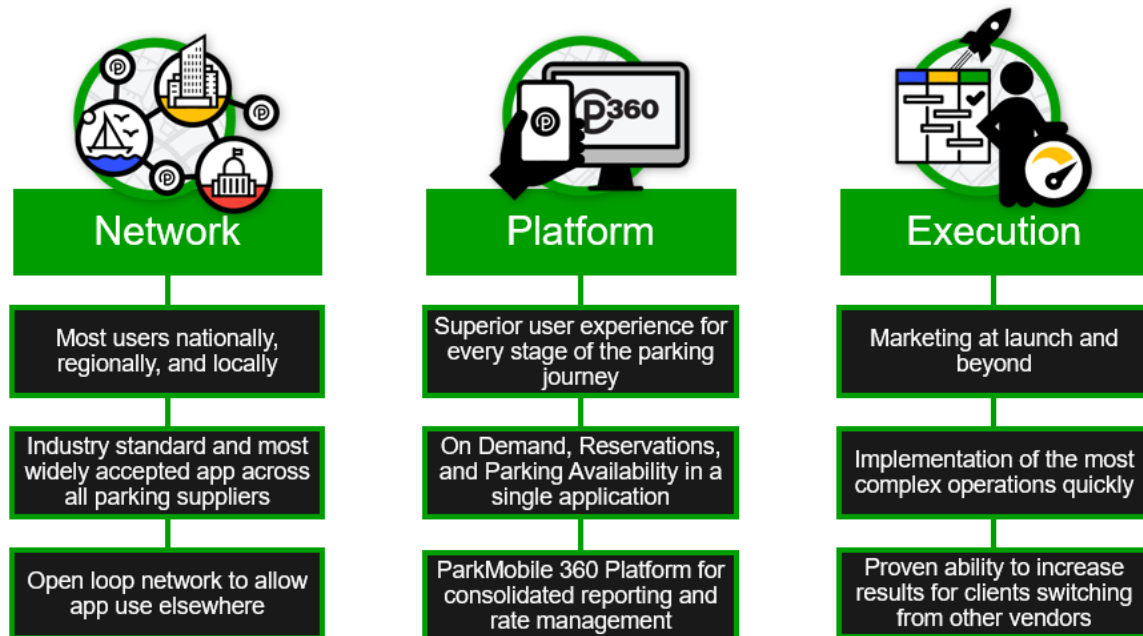 P
P
P
P
P360
Network
Most users nationally,
regionally, and locally
Industry standard and most
widely accepted app across
all parking suppliers
Open loop network to allow
app use elsewhere
Platform
Superior user experience for
every stage of the parking
journey
On Demand, Reservations,
and Parking Availability in a
single application
ParkMobile 360 Platform for
consolidated reporting and
rate management
Execution
Marketing at launch and
beyond
Implementation of the most
complex operations quickly
Proven ability to increase
results for clients switching
from other vendors